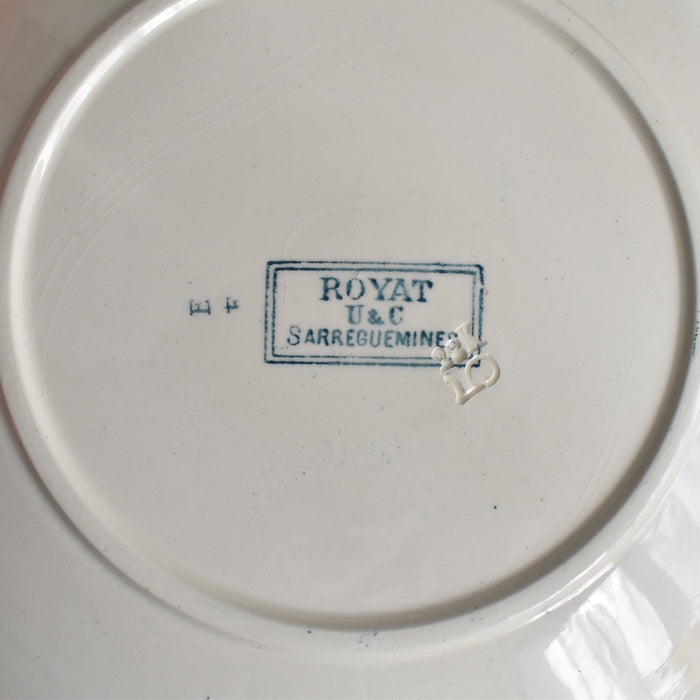 ROYAT
U & C
SARREGUEMINES
E F